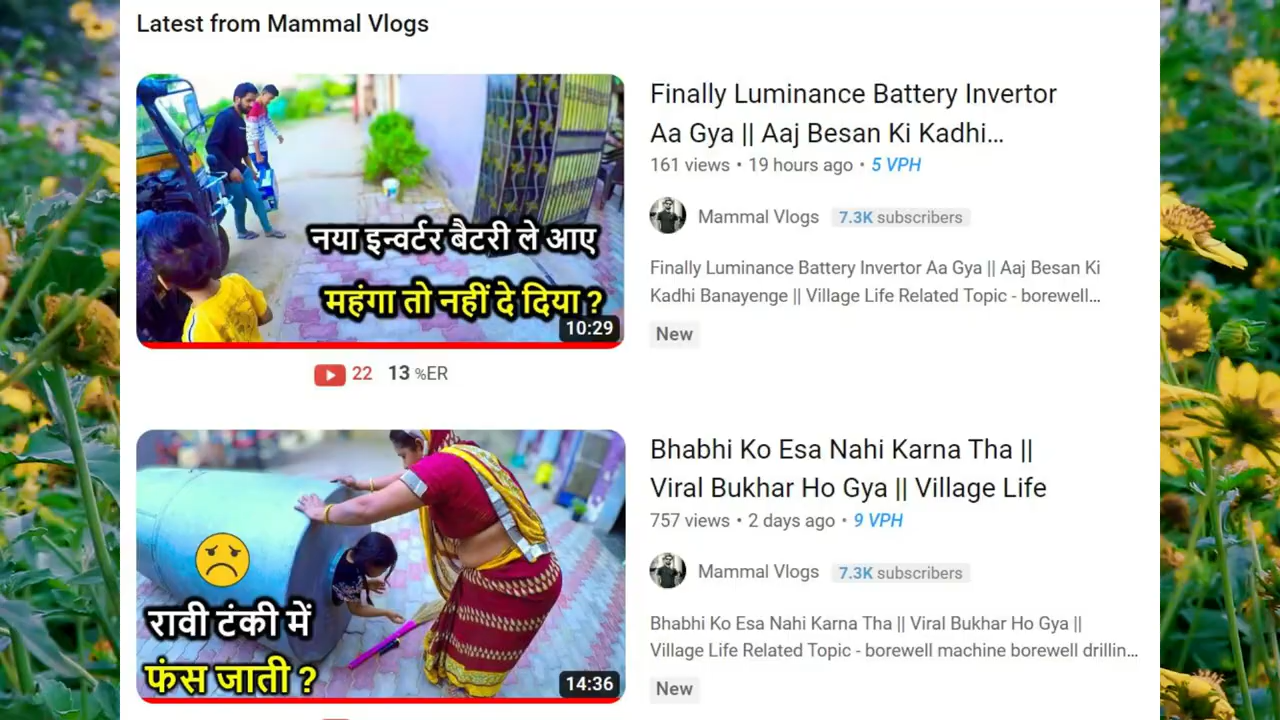 Latest from Mammal Vlogs
नया इन्वर्टर बैटरी ले आए
महंगा तो नहीं दे दिया ?
10:29
22 13 %ER
Finally Luminance Battery Invertor
Aa Gya || Aaj Besan Ki Kadhi...
161 views • 19 hours ago • 5 VPH
Mammal Vlogs 7.3K subscribers
Finally Luminance Battery Invertor Aa Gya || Aaj Besan Ki
Kadhi Banayenge || Village Life Related Topic - borewell...
New
रावी टंकी में
फंस जाती ?
14:36
Bhabhi Ko Esa Nahi Karna Tha ||
Viral Bukhar Ho Gya || Village Life
757 views • 2 days ago • 9 VPH
Mammal Vlogs 7.3K subscribers
Bhabhi Ko Esa Nahi Karna Tha || Viral Bukhar Ho Gya ||
Village Life Related Topic - borewell machine borewell drillin...
New